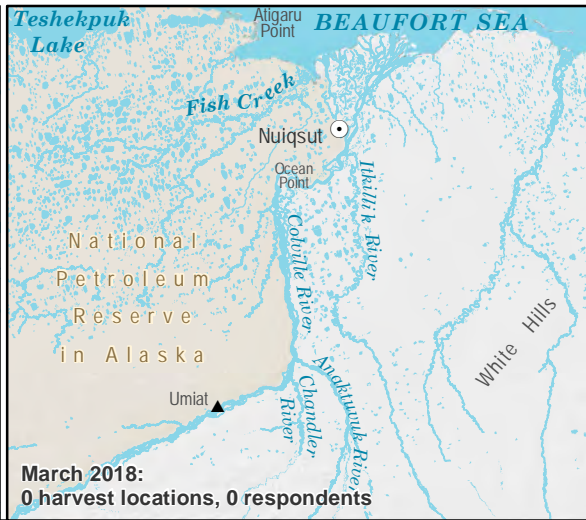 Teshekpuk
Lake
Atigaru
Point
BEAUFORT SEA
Fish Creek
Nuiqsut
Ocean
Point
Itkillik River
Colville River
National
Petroleum
Reserve
in Alaska
White Hills
Umiat
Chandler
River
Anaktuvuk River
March 2018:
0 harvest locations, 0 respondents